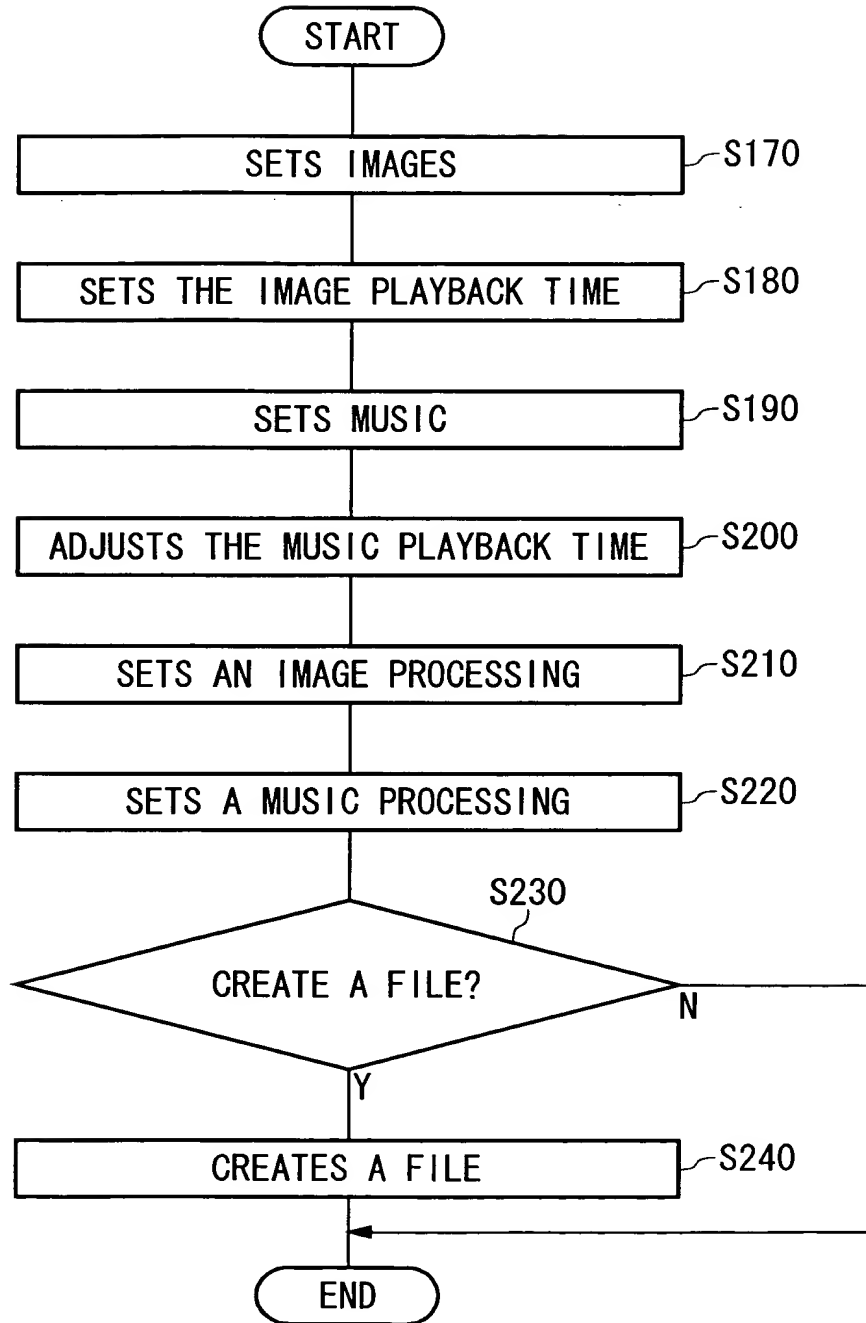 START
SETS IMAGES
S170
SETS THE IMAGE PLAYBACK TIME
S180
SETS MUSIC
S190
ADJUSTS THE MUSIC PLAYBACK TIME
S200
SETS AN IMAGE PROCESSING
S210
SETS A MUSIC PROCESSING
S220
S230
CREATE A FILE?
N
Y
CREATES A FILE
S240
END